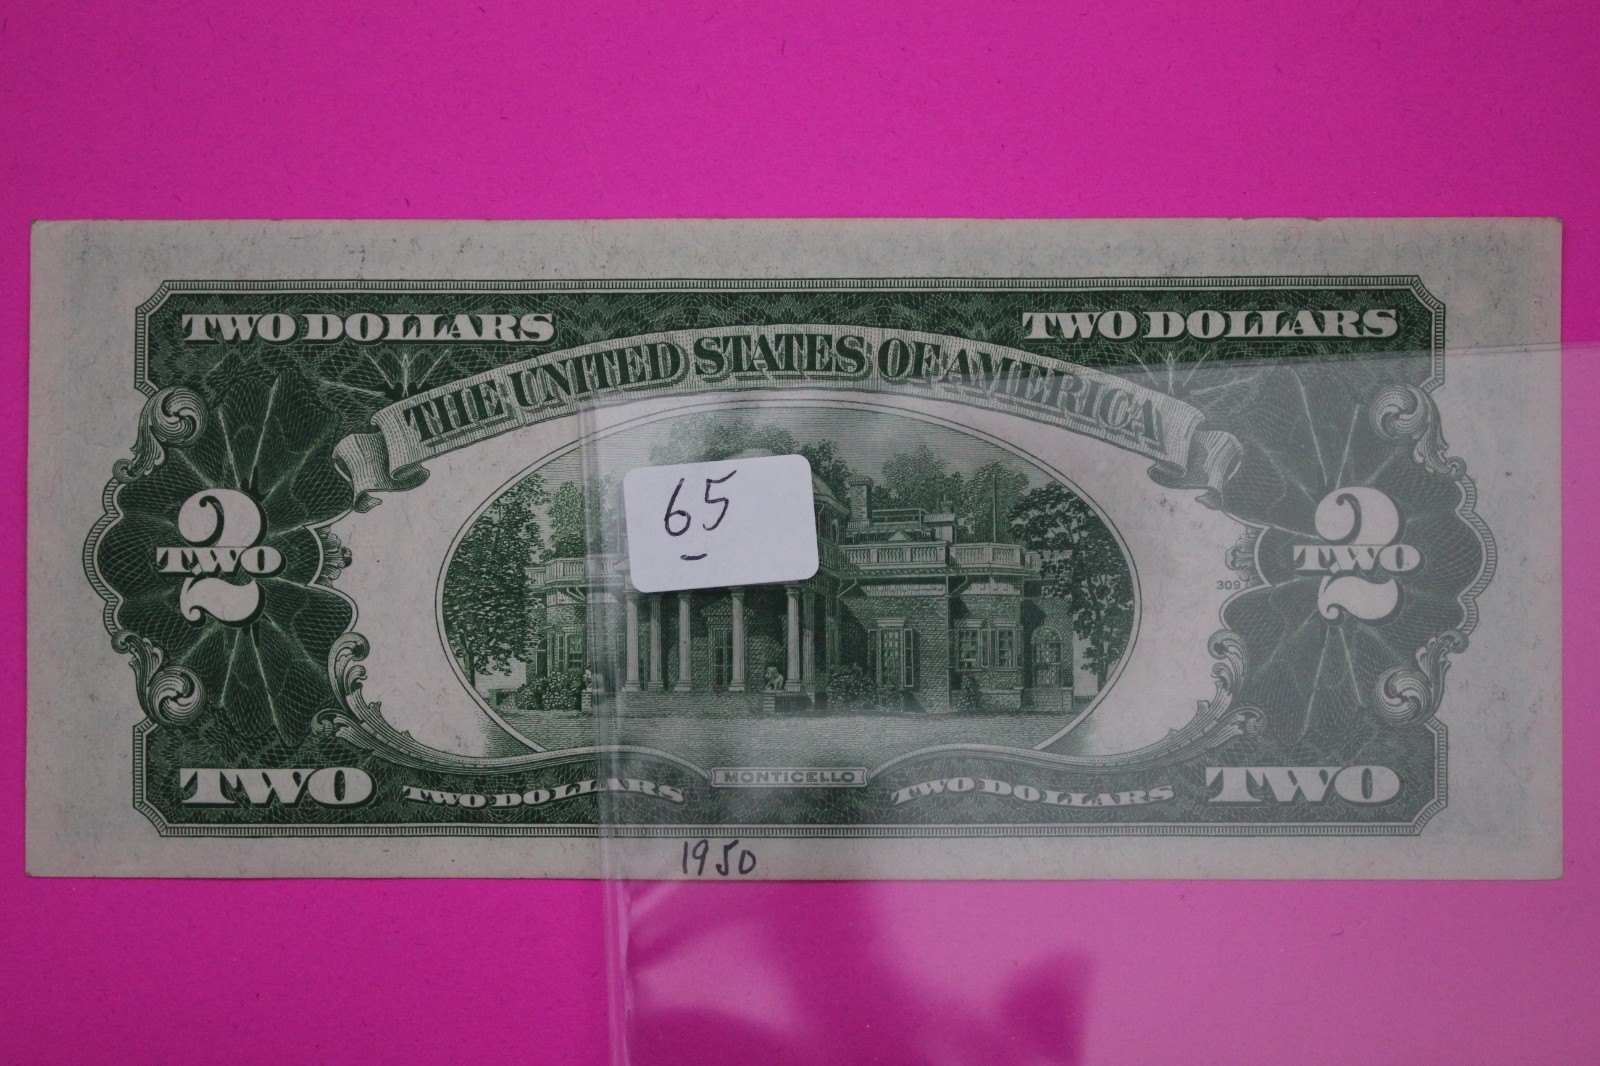 TWO DOLLARS TWO DOLLARS
THE UNITED STATES OF AMERICA
65
2 TWO
309
2 TWO
TWO TWO DOLLARS MONTICELLO TWO DOLLARS TWO
1950